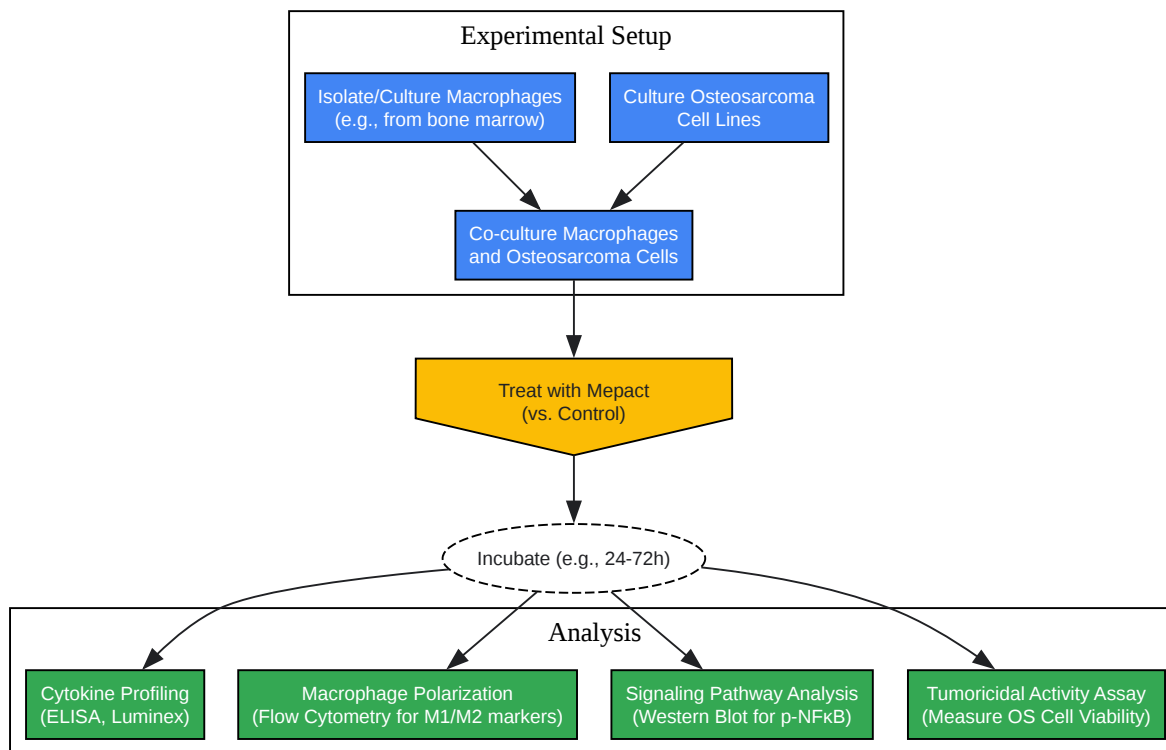 Experimental Setup
Isolate/Culture Macrophages
(e.g., from bone marrow)
Culture Osteosarcoma
Cell Lines
Co-culture Macrophages
and Osteosarcoma Cells
Treat with Mepact
(vs. Control)
Incubate (e.g., 24-72h)
Analysis
Cytokine Profiling
(ELISA, Luminex)
Macrophage Polarization
(Flow Cytometry for M1/M2 markers)
Signaling Pathway Analysis
(Western Blot for p-NFκB)
Tumoricidal Activity Assay
(Measure OS Cell Viability)